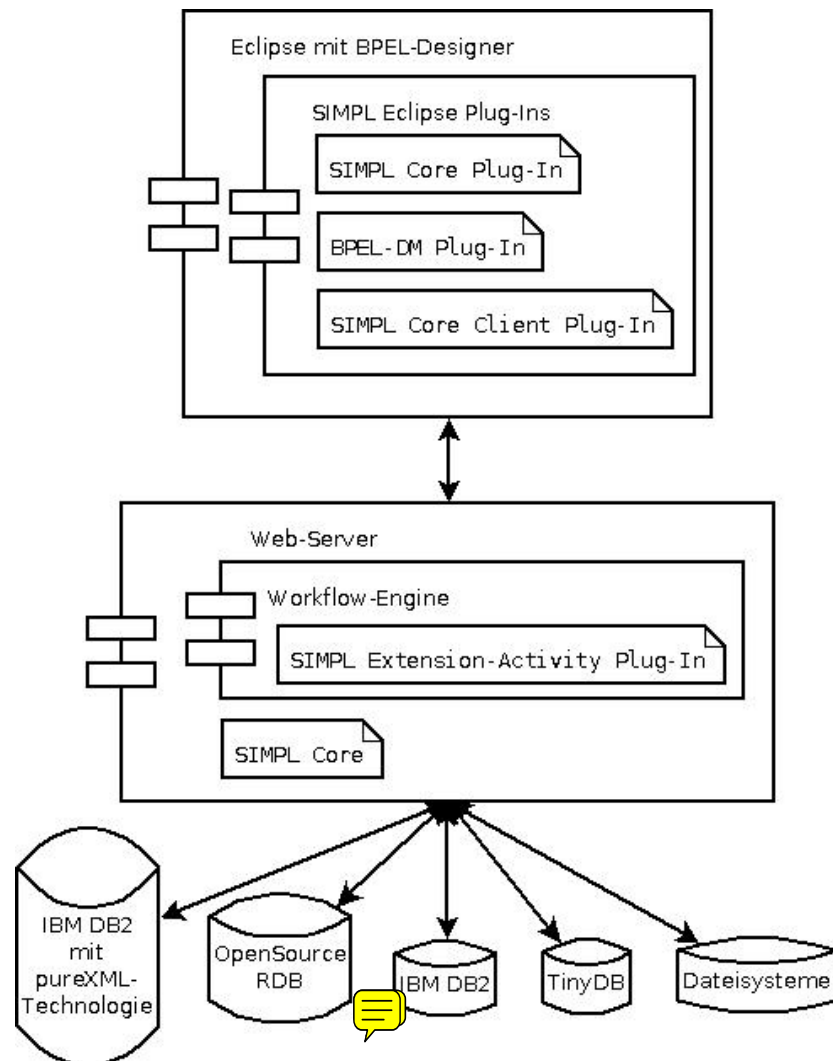 Eclipse mit BPEL-Designer
SIMPL Eclipse Plug-Ins
SIMPL Core Plug-In
BPEL-DM Plug-In
SIMPL Core Client Plug-In
Web-Server
Workflow-Engine
SIMPL Extension-Activity Plug-In
SIMPL Core
IBM DB2
mit
pureXML-
Technologie
OpenSource
RDB
IBM DB2
TinyDB
Dateisysteme